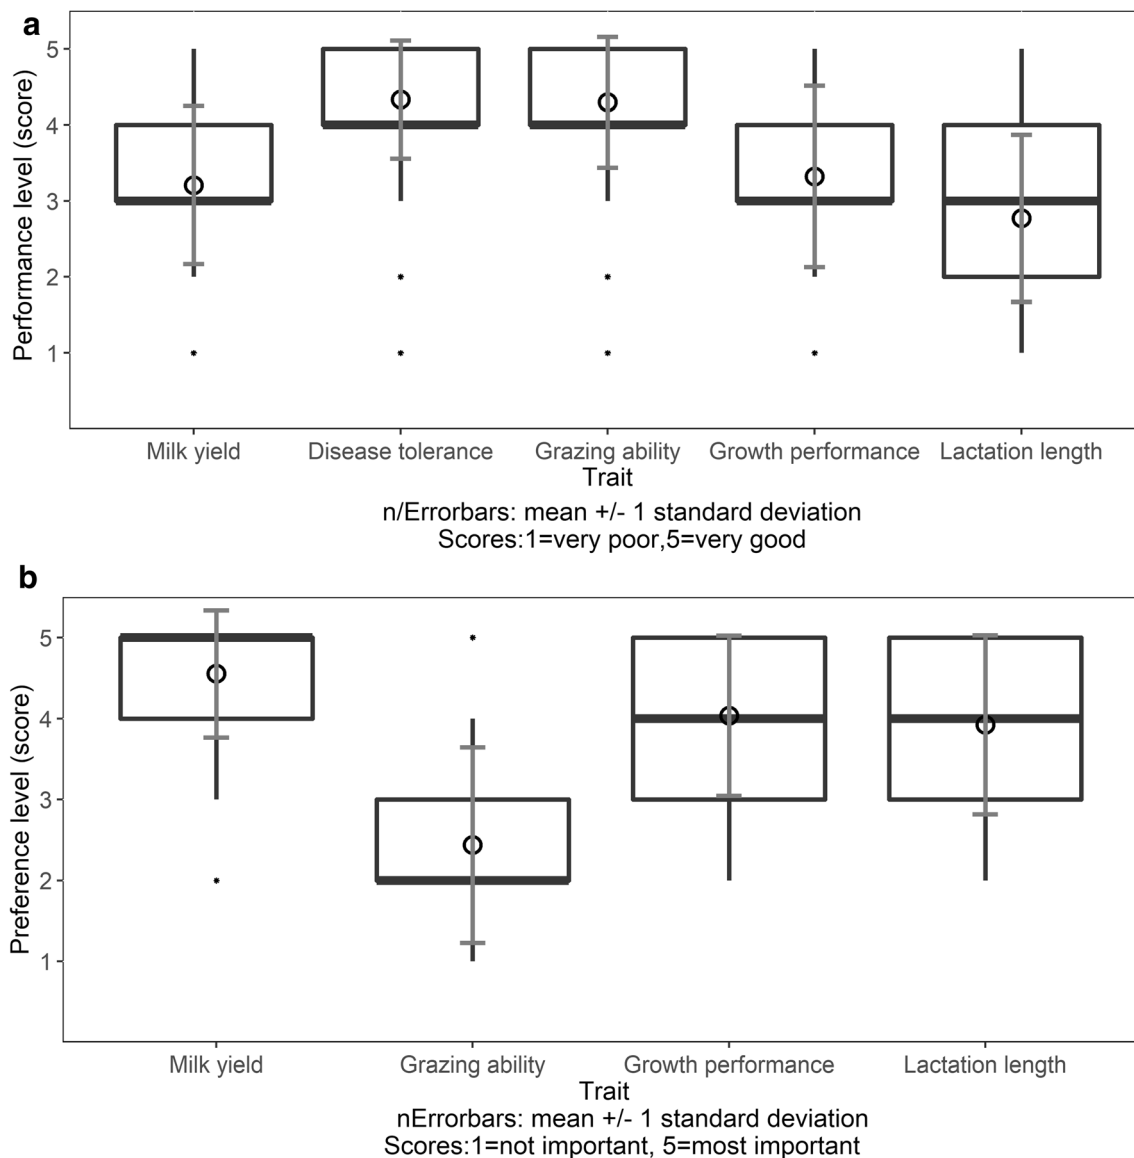 a
Performance level (score)
5
4
3
2
1
Milk yield Disease tolerance Grazing ability Growth performance Lactation length
Trait
n/Errorbars: mean +/- 1 standard deviation
Scores:1=very poor,5=very good
b
Preference level (score)
5
4
3
2
1
Milk yield Grazing ability Growth performance Lactation length
Trait
nErrorbars: mean +/- 1 standard deviation
Scores:1=not important, 5=most important